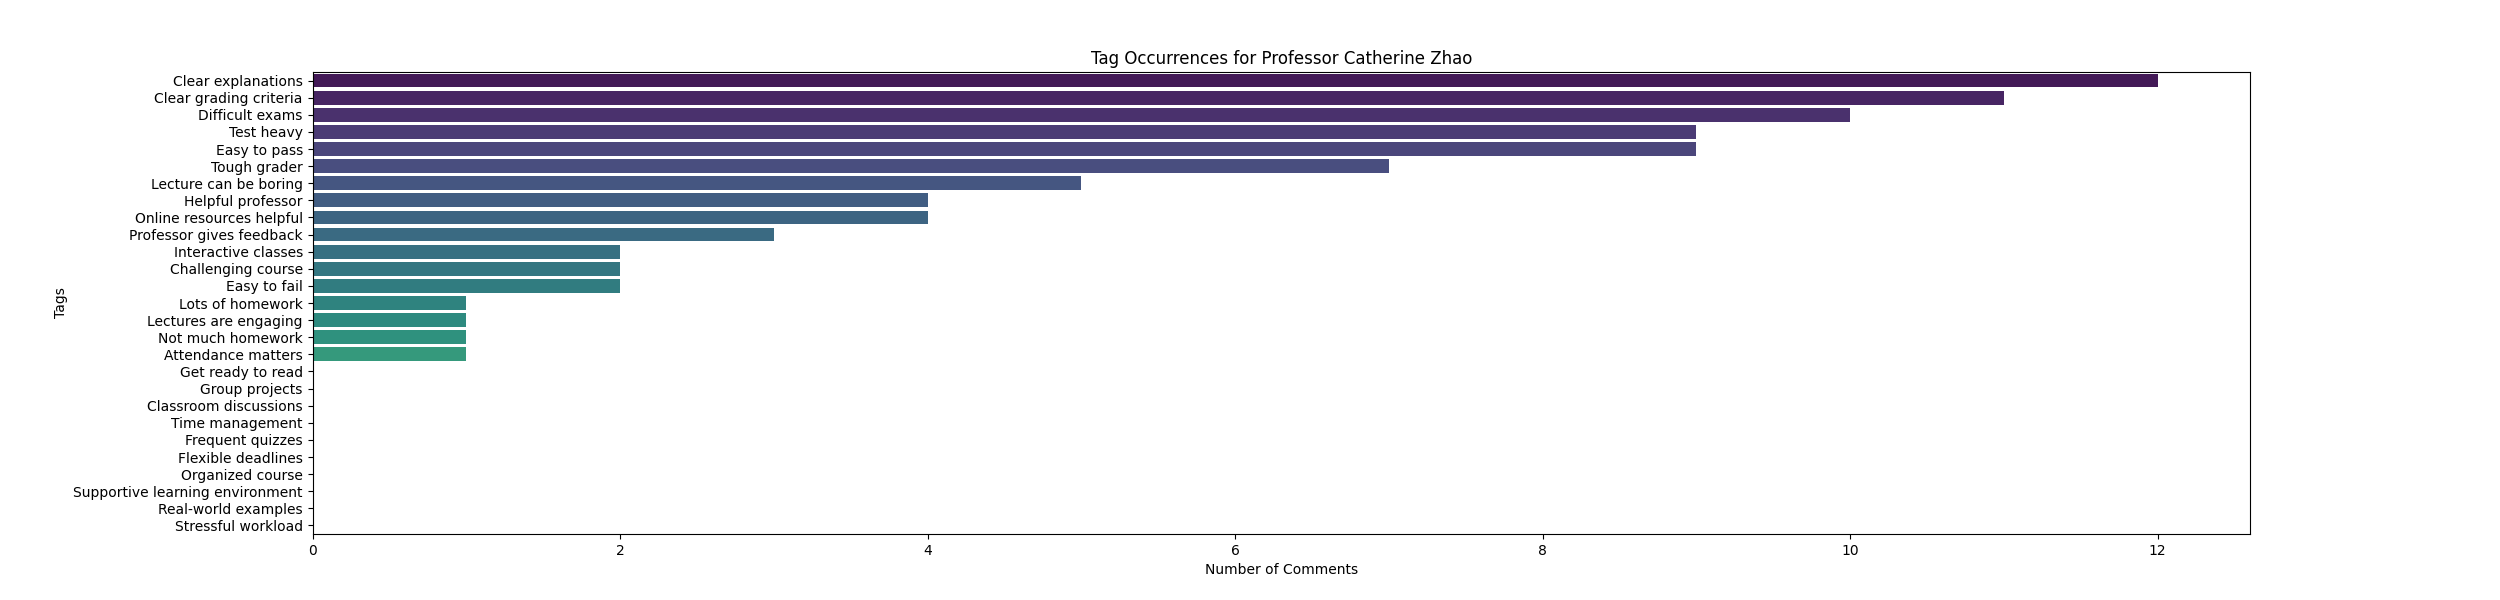 Tag Occurrences for Professor Catherine Zhao
Clear explanations
Clear grading criteria
Difficult exams
Test heavy
Easy to pass
Tough grader
Lecture can be boring
Helpful professor
Online resources helpful
Professor gives feedback
Interactive classes
Challenging course
Easy to fail
Lots of homework
Lectures are engaging
Not much homework
Attendance matters
Get ready to read
Group projects
Classroom discussions
Time management
Frequent quizzes
Flexible deadlines
Organized course
Supportive learning environment
Real-world examples
Stressful workload
Tags
0 2 4 6 8 10 12
Number of Comments